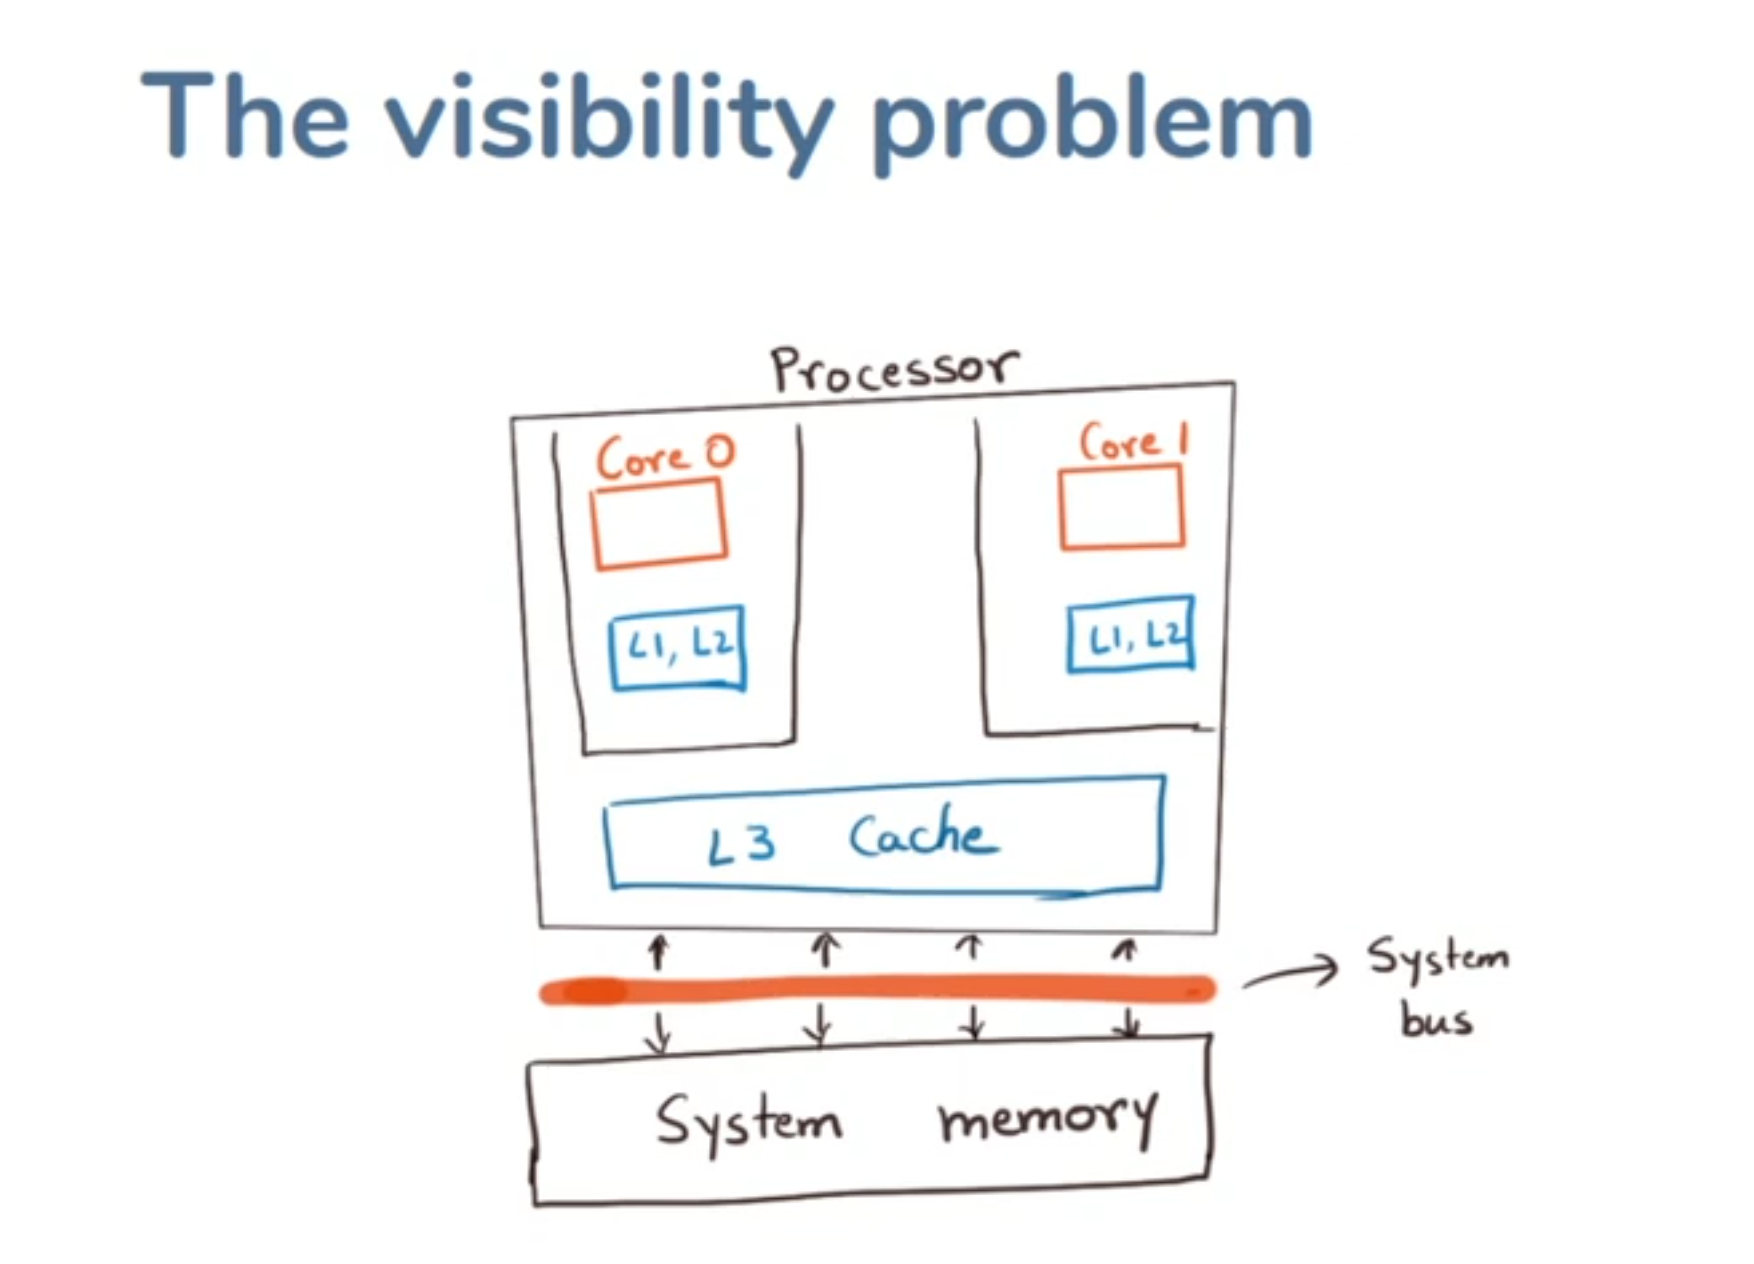 The visibility problem
Processor
Core 0
Core 1
L1, L2
L1, L2
L3 Cache
System
bus
System memory